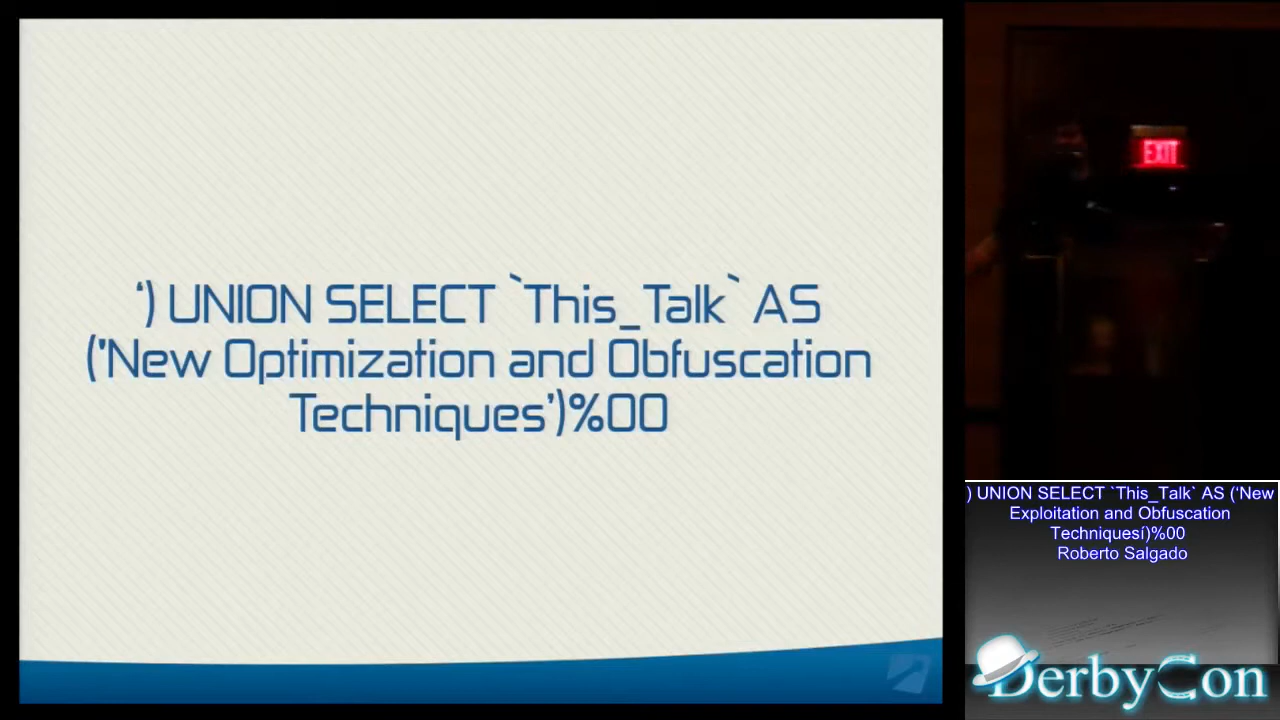 ‘) UNION SELECT `This_Talk` AS
('New Optimization and Obfuscation
Techniques’)%00
EXIT
) UNION SELECT `This_Talk` AS (‘New
Exploitation and Obfuscation
Techniquesí)%00
Roberto Salgado
DerbyCon